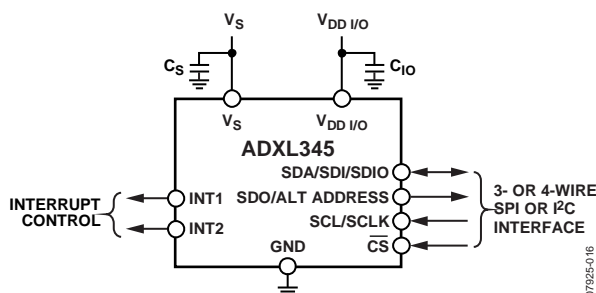 VS
VDD I/O
CS
CIO
VS
VDD I/O
ADXL345
SDA/SDI/SDIO
SDO/ALT ADDRESS
SCL/SCLK
CS
INT1
INT2
GND
INTERRUPT
CONTROL
3- OR 4-WIRE
SPI OR I2C
INTERFACE
07925-016